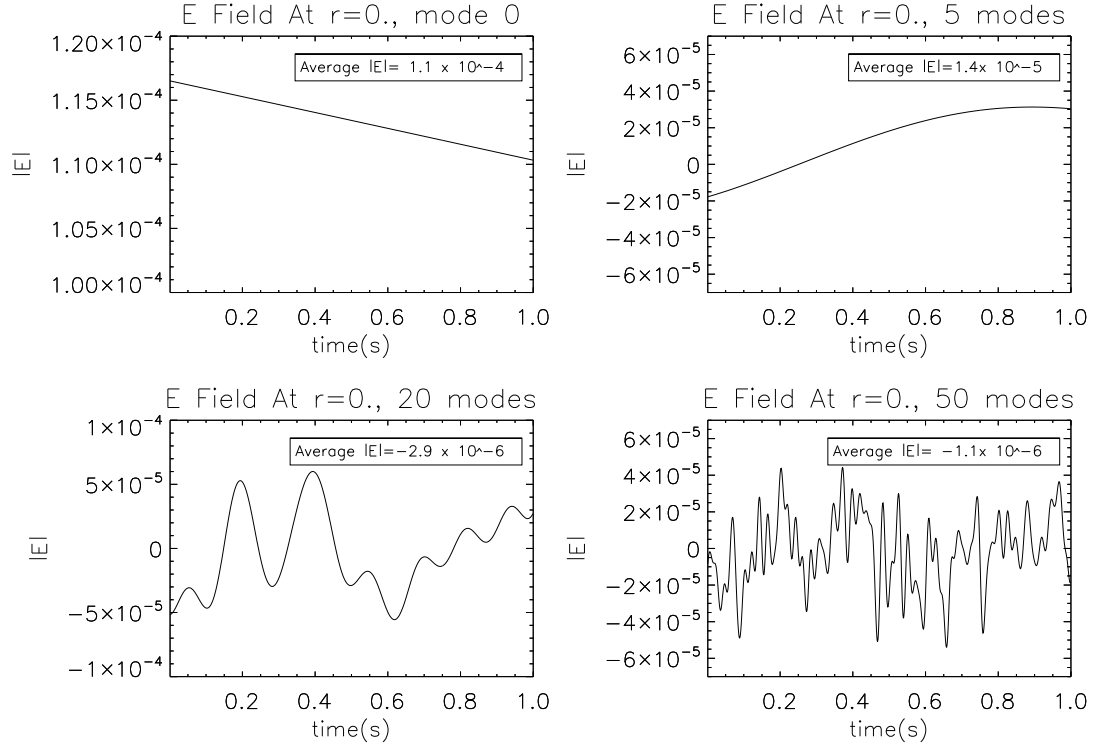 E Field At r=0., mode 0
1.20×10⁻⁴
1.15×10⁻⁴
1.10×10⁻⁴
1.05×10⁻⁴
1.00×10⁻⁴
|E|
Average |E|= 1.1 x 10^-4
0.2 0.4 0.6 0.8 1.0
time(s)
E Field At r=0., 5 modes
6×10⁻⁵
4×10⁻⁵
2×10⁻⁵
0
−2×10⁻⁵
−4×10⁻⁵
−6×10⁻⁵
|E|
Average |E|=1.4x 10^-5
0.2 0.4 0.6 0.8 1.0
time(s)
E Field At r=0., 20 modes
1×10⁻⁴
5×10⁻⁵
0
−5×10⁻⁵
−1×10⁻⁴
|E|
Average |E|=-2.9 x 10^-6
0.2 0.4 0.6 0.8 1.0
time(s)
E Field At r=0., 50 modes
6×10⁻⁵
4×10⁻⁵
2×10⁻⁵
0
−2×10⁻⁵
−4×10⁻⁵
−6×10⁻⁵
|E|
Average |E|= -1.1x 10^-6
0.2 0.4 0.6 0.8 1.0
time(s)